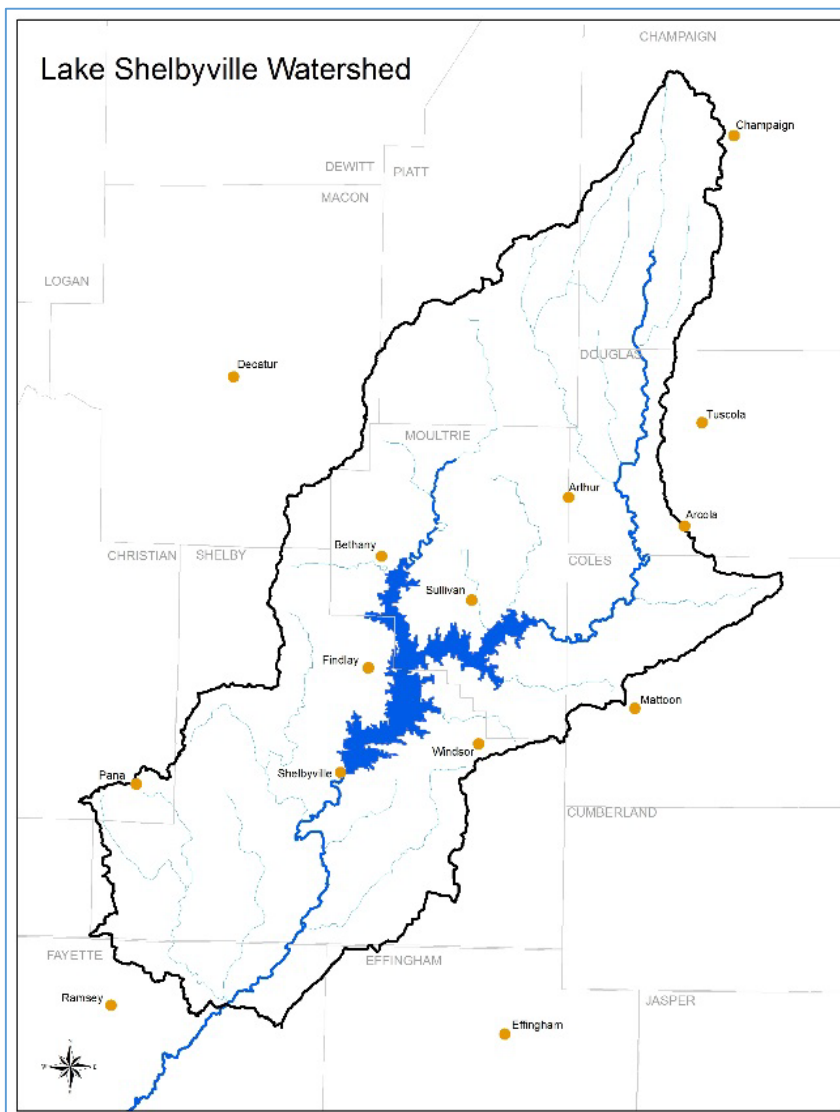 CHAMPAIGN
Lake Shelbyville Watershed
Champaign
DEWITT
PIATT
MACON
LOGAN
DOUGLAS
Decatur
Tuscola
MOULTRIE
Arthur
Arcola
Bethany
CHRISTIAN
SHELBY
COLES
Sullivan
Findlay
Mattoon
Windsor
Shelbyville
Pana
CUMBERLAND
FAYETTE
EFFINGHAM
Ramsey
JASPER
Effingham